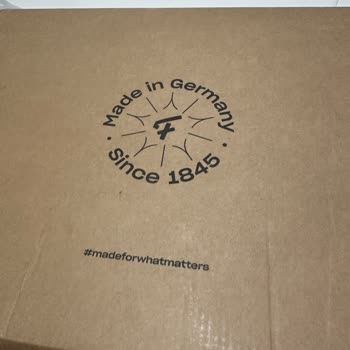 Made in Germany
F
Since 1845
#madeforwhatmatters